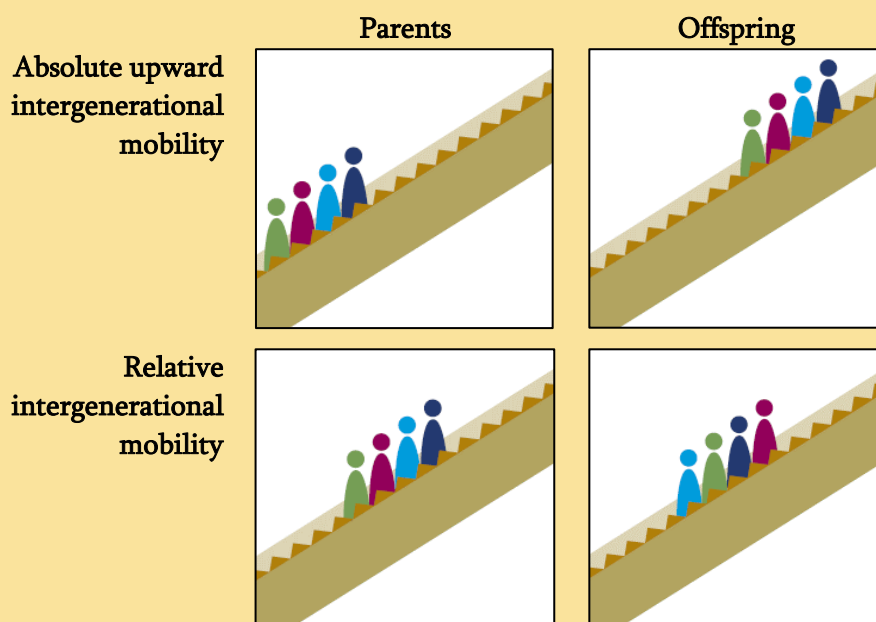 Parents
Offspring
Absolute upward
intergenerational
mobility
Relative
intergenerational
mobility